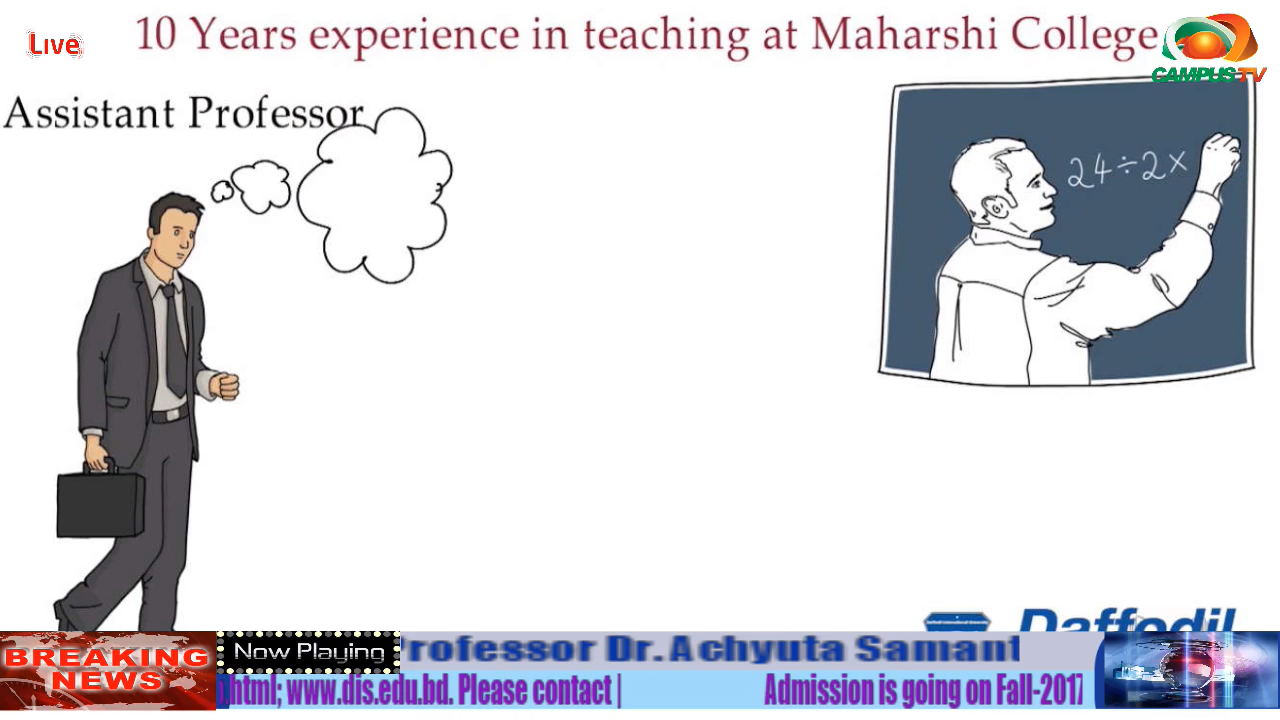 Live
10 Years experience in teaching at Maharshi College
CAMPUS TV
Assistant Professor
24÷2×
Daffodil
BREAKING
NEWS
Now Playing
Professor Dr. Achyuta Samant
html; www.dis.edu.bd. Please contact | Admission is going on Fall-2017